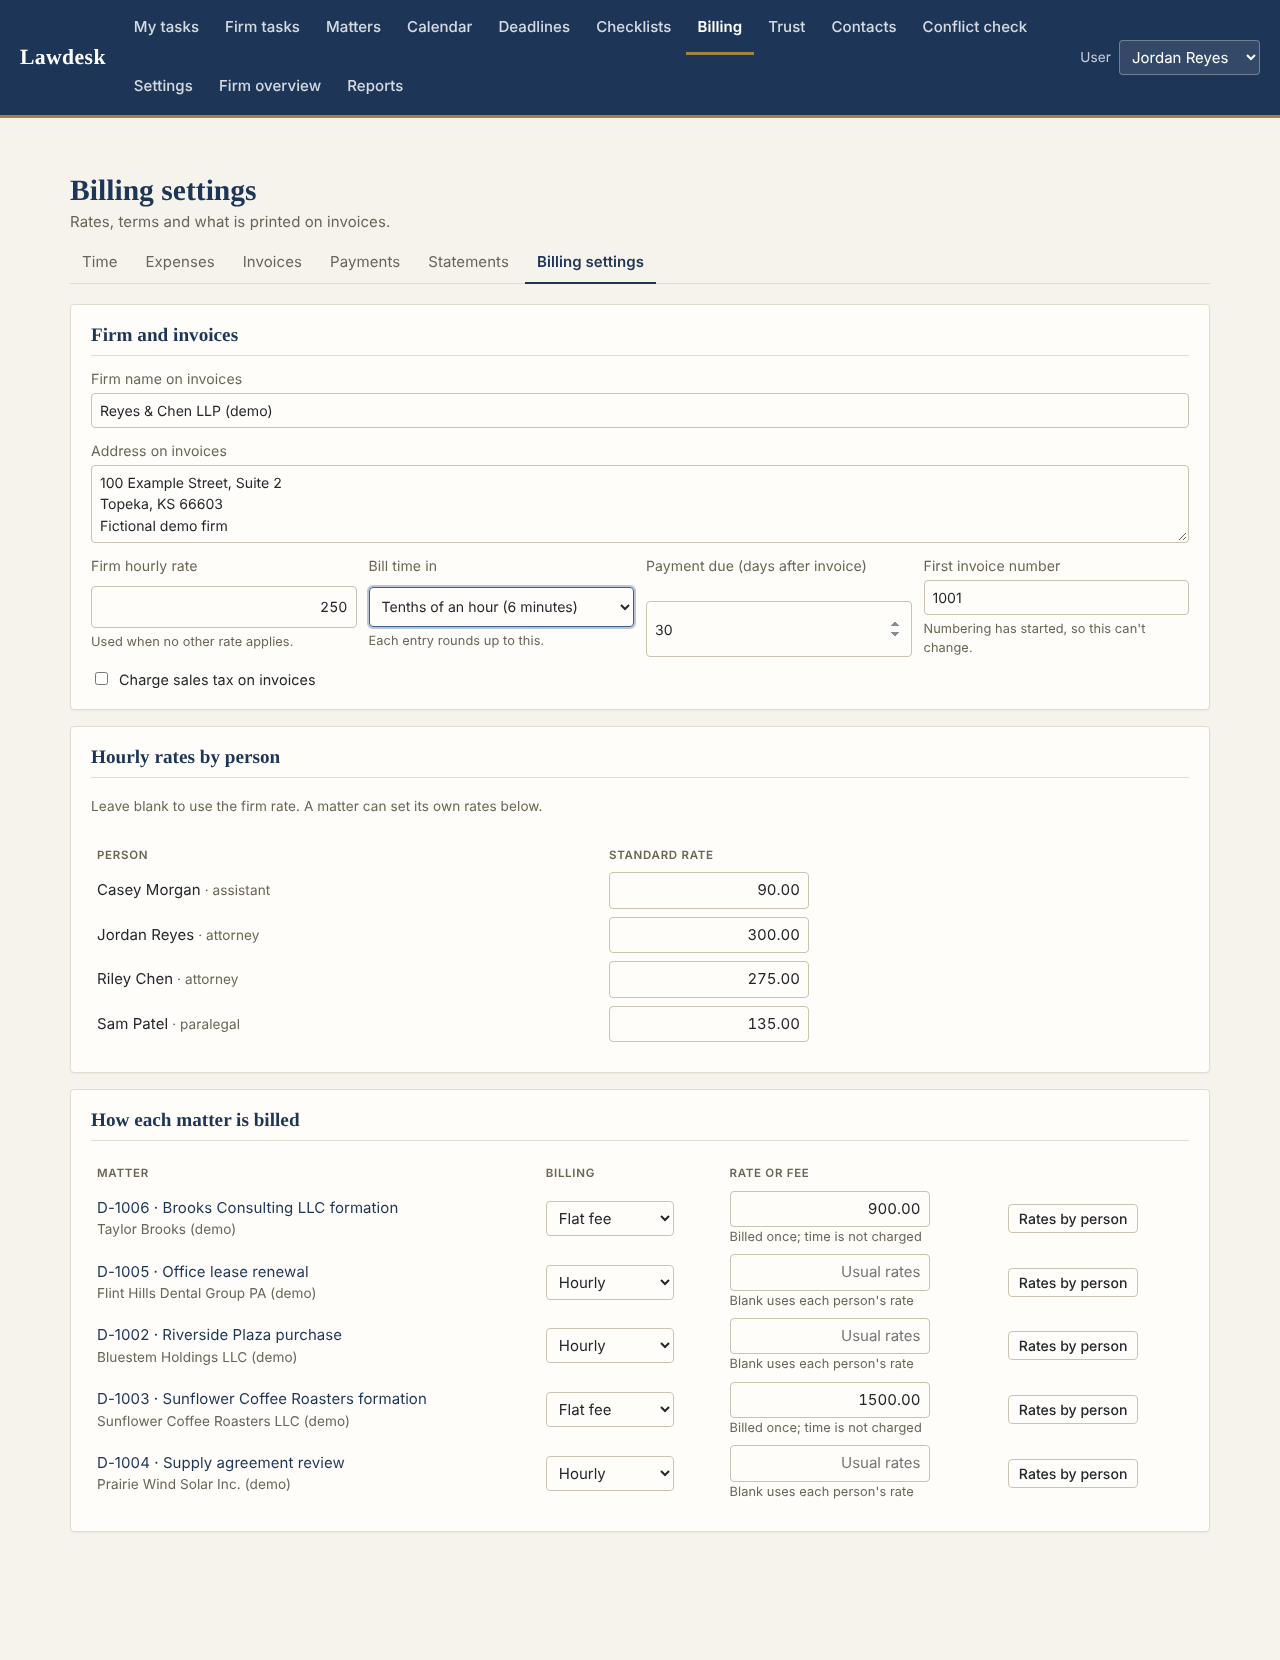 Lawdesk
My tasks Firm tasks Matters Calendar Deadlines Checklists Billing Trust Contacts Conflict check
Settings Firm overview Reports
User Jordan Reyes
Billing settings
Rates, terms and what is printed on invoices.
Time Expenses Invoices Payments Statements Billing settings
Firm and invoices
Firm name on invoices
Reyes & Chen LLP (demo)
Address on invoices
100 Example Street, Suite 2
Topeka, KS 66603
Fictional demo firm
Firm hourly rate
250
Used when no other rate applies.
Bill time in
Tenths of an hour (6 minutes)
Each entry rounds up to this.
Payment due (days after invoice)
30
First invoice number
1001
Numbering has started, so this can't
change.
Charge sales tax on invoices
Hourly rates by person
Leave blank to use the firm rate. A matter can set its own rates below.
PERSON STANDARD RATE
Casey Morgan · assistant 90.00
Jordan Reyes · attorney 300.00
Riley Chen · attorney 275.00
Sam Patel · paralegal 135.00
How each matter is billed
MATTER BILLING RATE OR FEE
D-1006 · Brooks Consulting LLC formation
Taylor Brooks (demo)
Flat fee
900.00
Billed once; time is not charged
Rates by person
D-1005 · Office lease renewal
Flint Hills Dental Group PA (demo)
Hourly
Usual rates
Blank uses each person's rate
Rates by person
D-1002 · Riverside Plaza purchase
Bluestem Holdings LLC (demo)
Hourly
Usual rates
Blank uses each person's rate
Rates by person
D-1003 · Sunflower Coffee Roasters formation
Sunflower Coffee Roasters LLC (demo)
Flat fee
1500.00
Billed once; time is not charged
Rates by person
D-1004 · Supply agreement review
Prairie Wind Solar Inc. (demo)
Hourly
Usual rates
Blank uses each person's rate
Rates by person